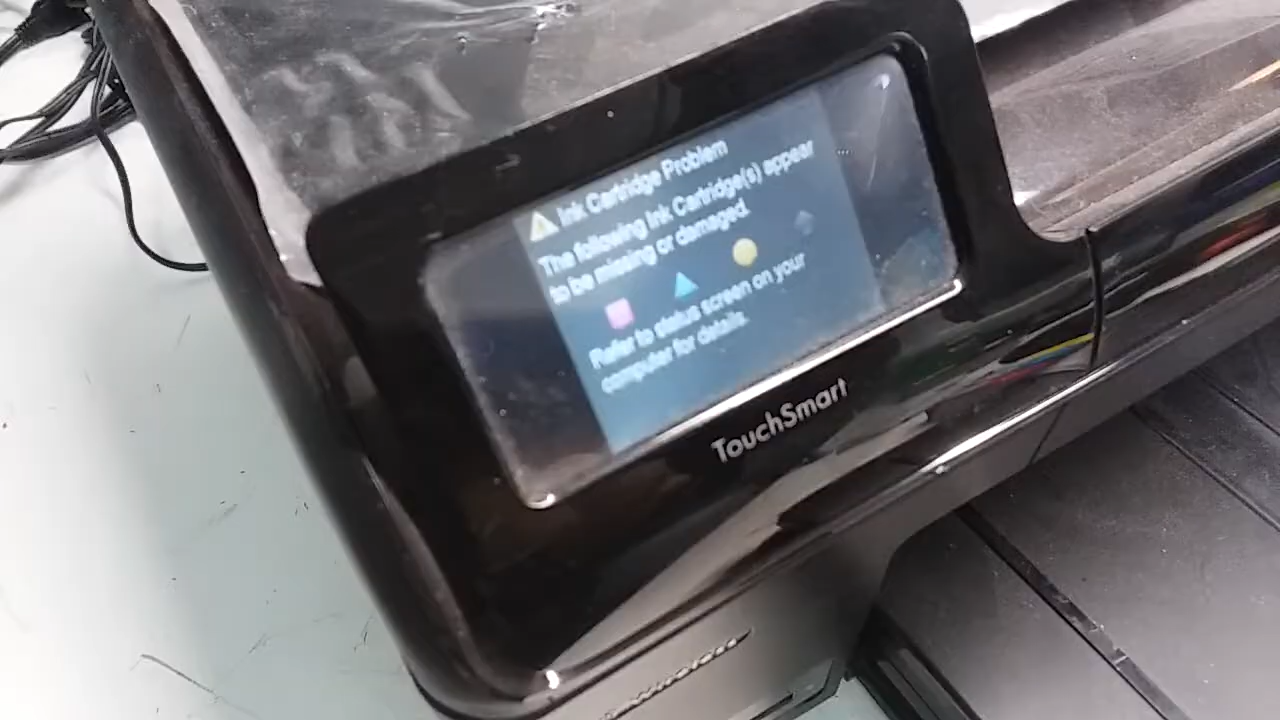 Ink Cartridge Problem
The following Ink Cartridge(s) appear
to be missing or damaged.
Refer to status screen on your
computer for details.
TouchSmart
wireless